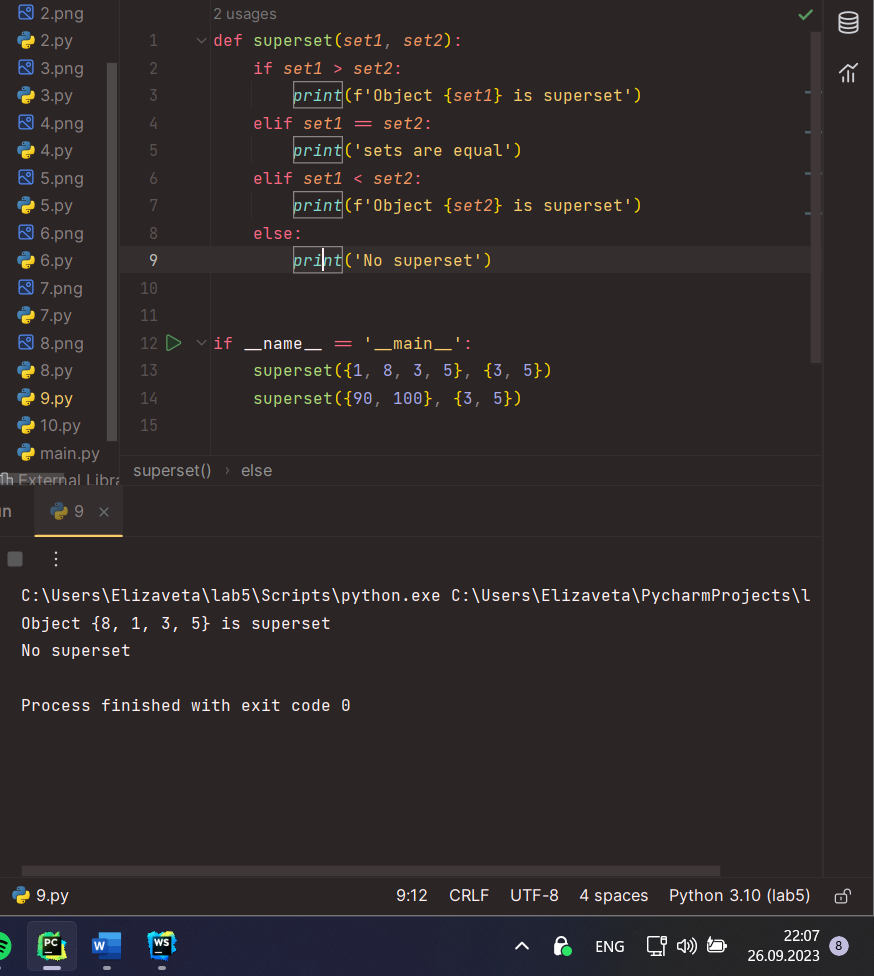 2.png
2.py
3.png
3.py
4.png
4.py
5.png
5.py
6.png
6.py
7.png
7.py
8.png
8.py
9.py
10.py
main.py
External Libra
2 usages
1 def superset(set1, set2):
2 if set1 > set2:
3 print(f'Object {set1} is superset')
4 elif set1 == set2:
5 print('sets are equal')
6 elif set1 < set2:
7 print(f'Object {set2} is superset')
8 else:
9 print('No superset')
10
11
12 if __name__ == '__main__':
13 superset({1, 8, 3, 5}, {3, 5})
14 superset({90, 100}, {3, 5})
15
superset() › else
un 9 ×
C:\Users\Elizaveta\lab5\Scripts\python.exe C:\Users\Elizaveta\PycharmProjects\l
Object {8, 1, 3, 5} is superset
No superset
Process finished with exit code 0
9.py 9:12 CRLF UTF-8 4 spaces Python 3.10 (lab5)
PC W WS ENG 22:07 8
26.09.2023